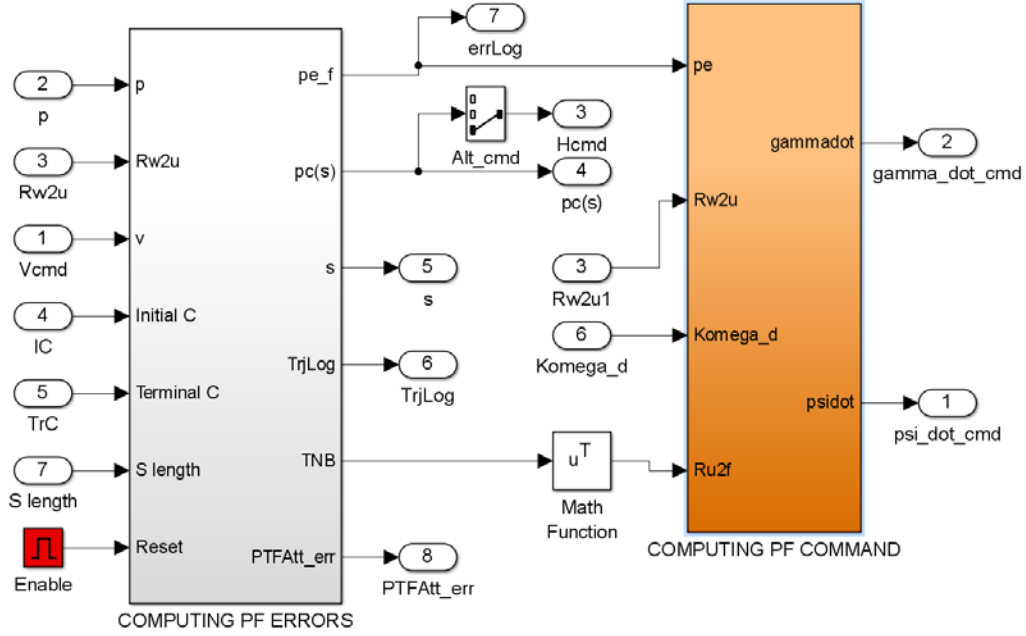 2
p
3
Rw2u
1
Vcmd
4
IC
5
TrC
7
S length
Enable
p
Rw2u
v
Initial C
Terminal C
S length
Reset
pe_f
pc(s)
s
TrjLog
TNB
PTFAtt_err
COMPUTING PF ERRORS
7
errLog
Alt_cmd
3
Hcmd
4
pc(s)
5
s
6
TrjLog
8
PTFAtt_err
3
Rw2u1
6
Komega_d
u^T
Math
Function
pe
Rw2u
Komega_d
Ru2f
gammadot
psidot
COMPUTING PF COMMAND
2
gamma_dot_cmd
1
psi_dot_cmd